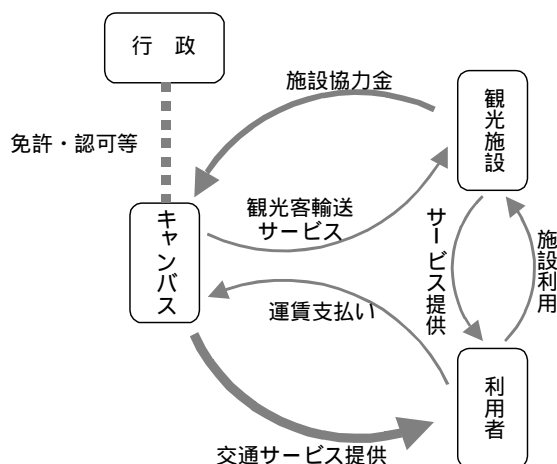 行　政
施設協力金
観光施設
免許・認可等
キャンバス
観光客輸送
サービス
サービス提供
施設利用
運賃支払い
利用者
交通サービス提供